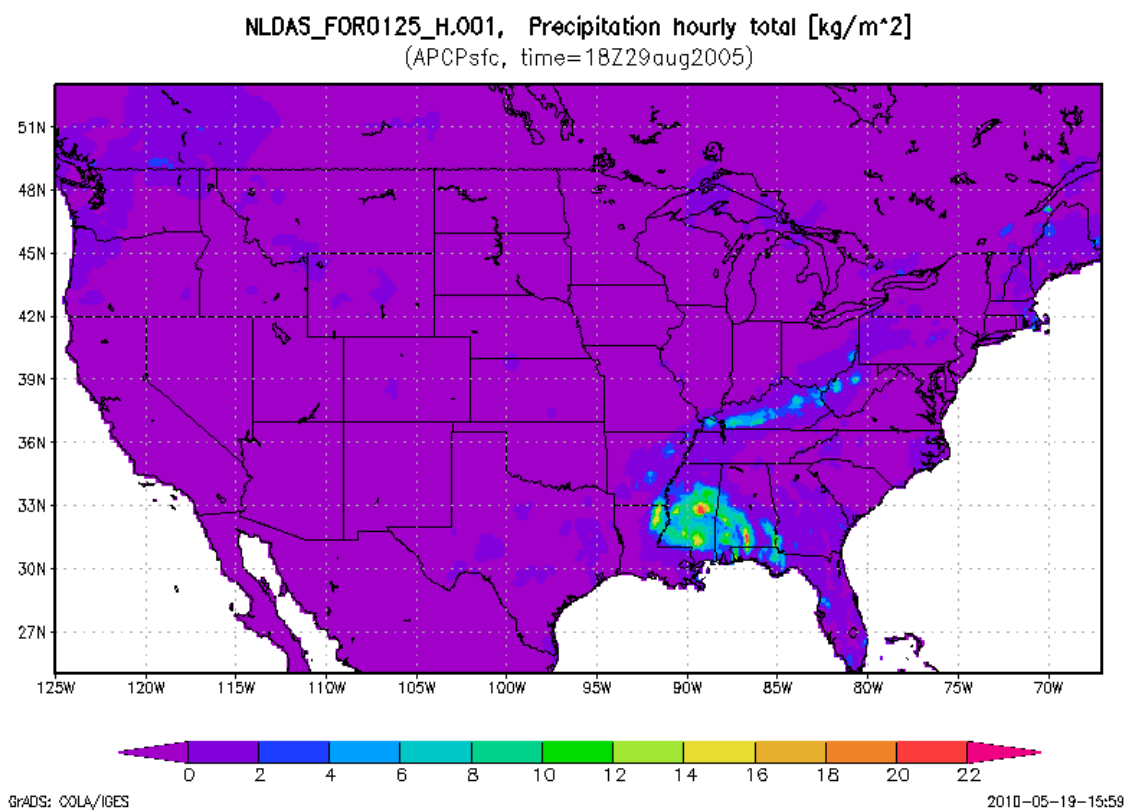 NLDAS_FOR0125_H.001, Precipitation hourly total [kg/m^2]
(APCPsfc, time=18Z29aug2005)
51N
48N
45N
42N
39N
36N
33N
30N
27N
125W 120W 115W 110W 105W 100W 95W 90W 85W 80W 75W 70W
0 2 4 6 8 10 12 14 16 18 20 22
GrADS: COLA/IGES 2010-05-19-15:59